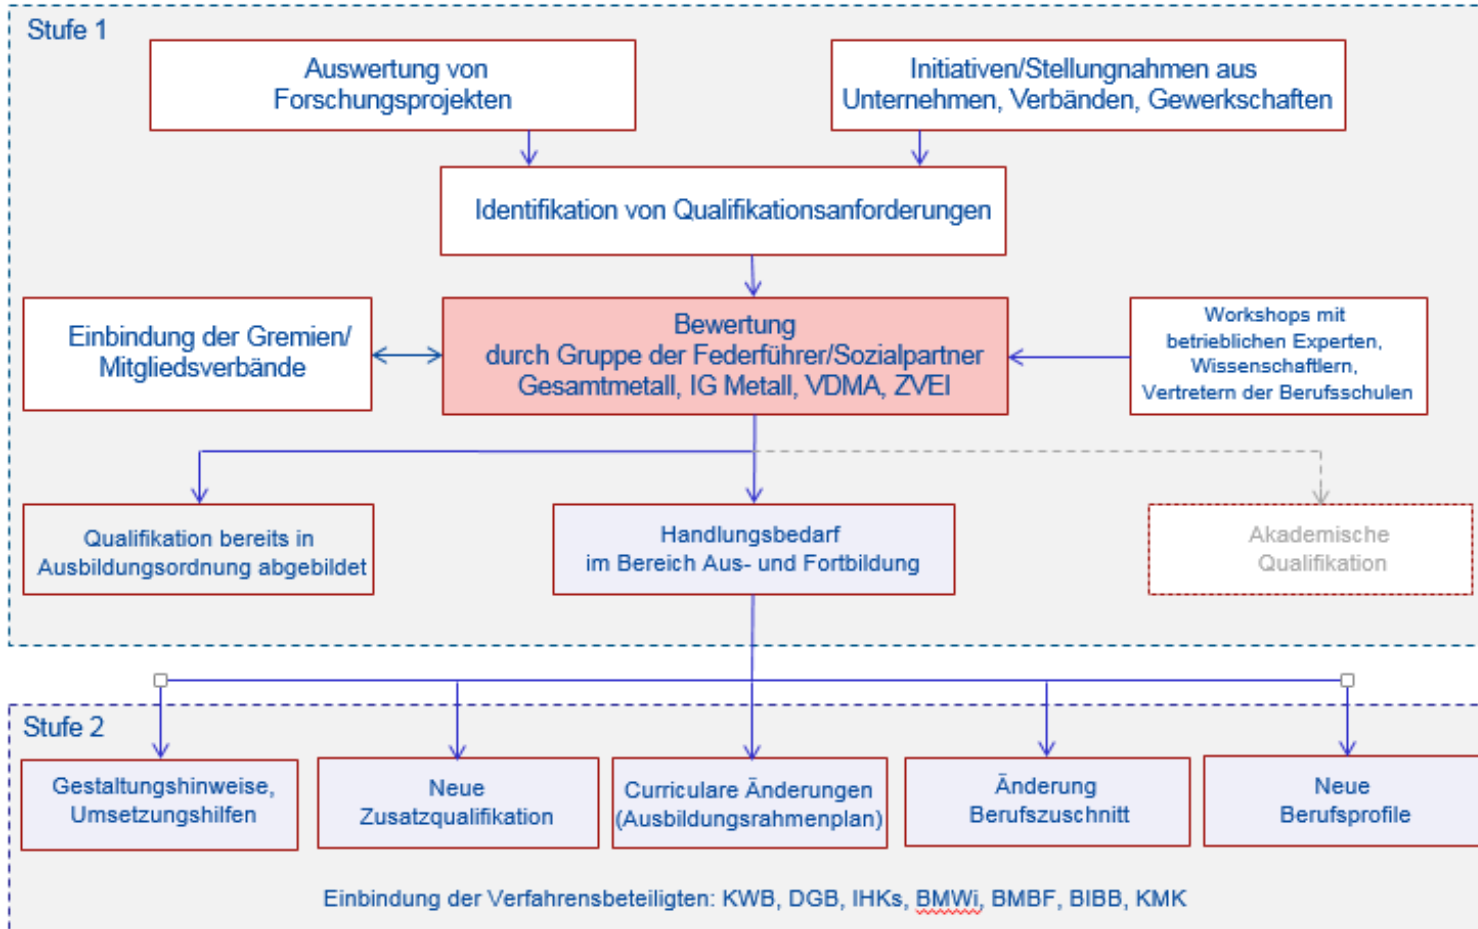 Stufe 1
Auswertung von
Forschungsprojekten
Initiativen/Stellungnahmen aus
Unternehmen, Verbänden, Gewerkschaften
Identifikation von Qualifikationsanforderungen
Einbindung der Gremien/
Mitgliedsverbände
Bewertung
durch Gruppe der Federführer/Sozialpartner
Gesamtmetall, IG Metall, VDMA, ZVEI
Workshops mit
betrieblichen Experten,
Wissenschaftlern,
Vertretern der Berufsschulen
Qualifikation bereits in
Ausbildungsordnung abgebildet
Handlungsbedarf
im Bereich Aus- und Fortbildung
Akademische
Qualifikation
Stufe 2
Gestaltungshinweise,
Umsetzungshilfen
Neue
Zusatzqualifikation
Curriculare Änderungen
(Ausbildungsrahmenplan)
Änderung
Berufszuschnitt
Neue
Berufsprofile
Einbindung der Verfahrensbeteiligten: KWB, DGB, IHKs, BMWi, BMBF, BIBB, KMK